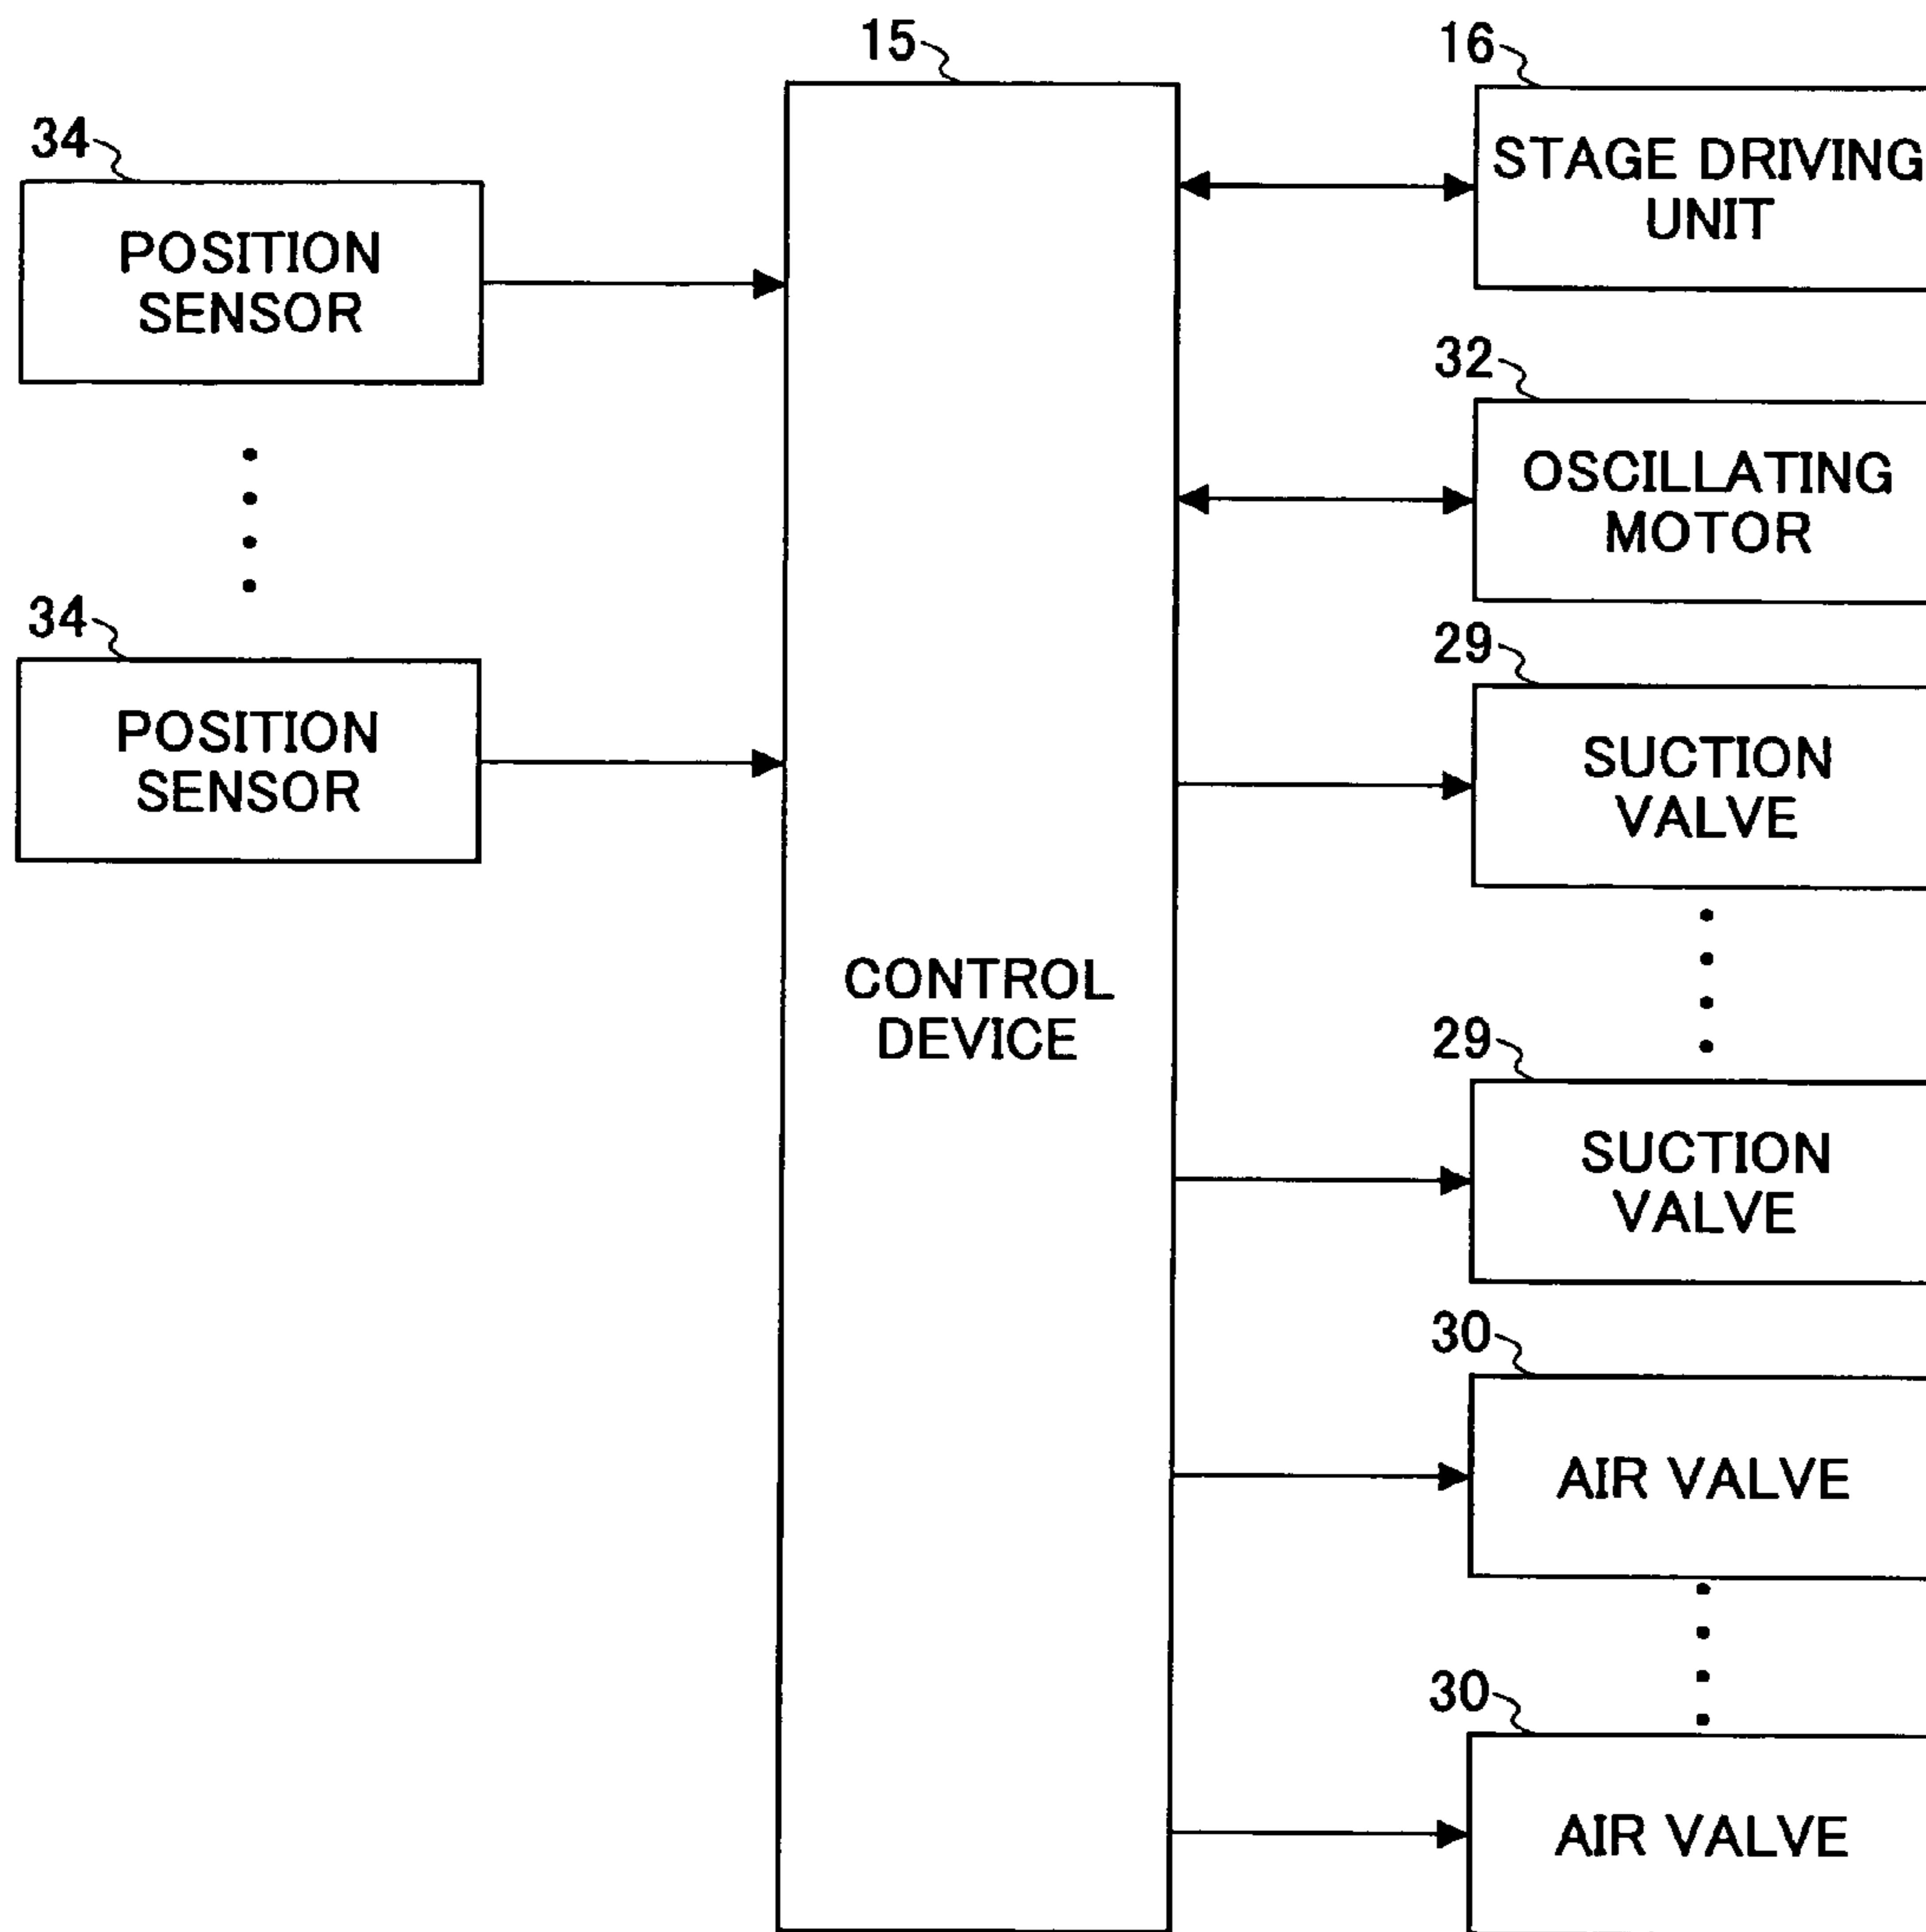 15
16
34
STAGE DRIVING
UNIT
POSITION
SENSOR
32
OSCILLATING
MOTOR
34
29
POSITION
SENSOR
SUCTION
VALVE
CONTROL
DEVICE
29
SUCTION
VALVE
30
AIR VALVE
30
AIR VALVE